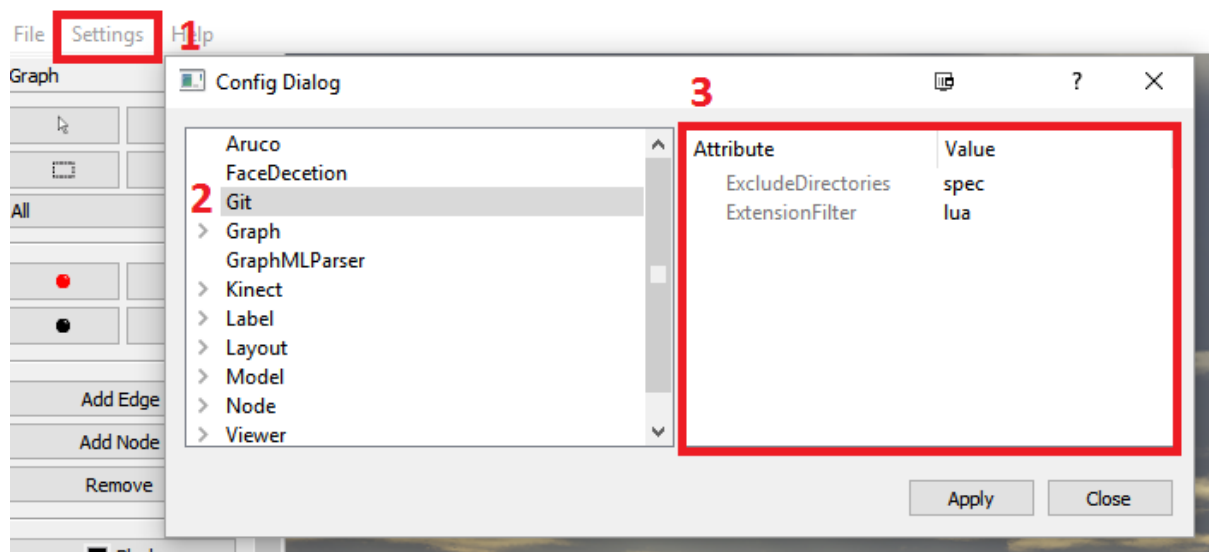 File Settings 1 Help
Graph
Config Dialog ?
3
Aruco
FaceDecetion
2 Git
Graph
GraphMLParser
Kinect
Label
Layout
Model
Node
Viewer
Attribute Value
ExcludeDirectories spec
ExtensionFilter lua
All
Add Edge
Add Node
Remove
Apply Close